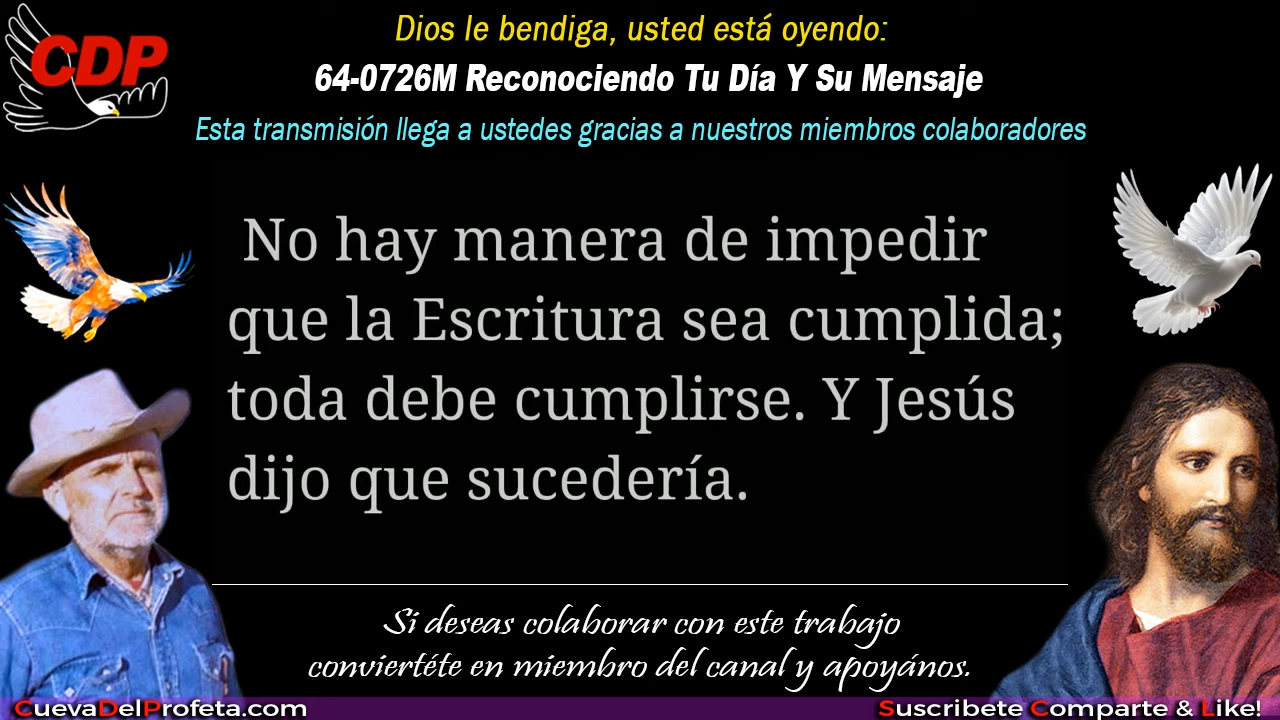 CDP
Dios le bendiga, usted está oyendo:
64-0726M Reconociendo Tu Día Y Su Mensaje
Esta transmisión llega a ustedes gracias a nuestros miembros colaboradores
No hay manera de impedir
que la Escritura sea cumplida;
toda debe cumplirse. Y Jesús
dijo que sucedería.
Si deseas colaborar con este trabajo
conviertéte en miembro del canal y apoyános.
CuevaDelProfeta.com
Suscribete Comparte & Like!